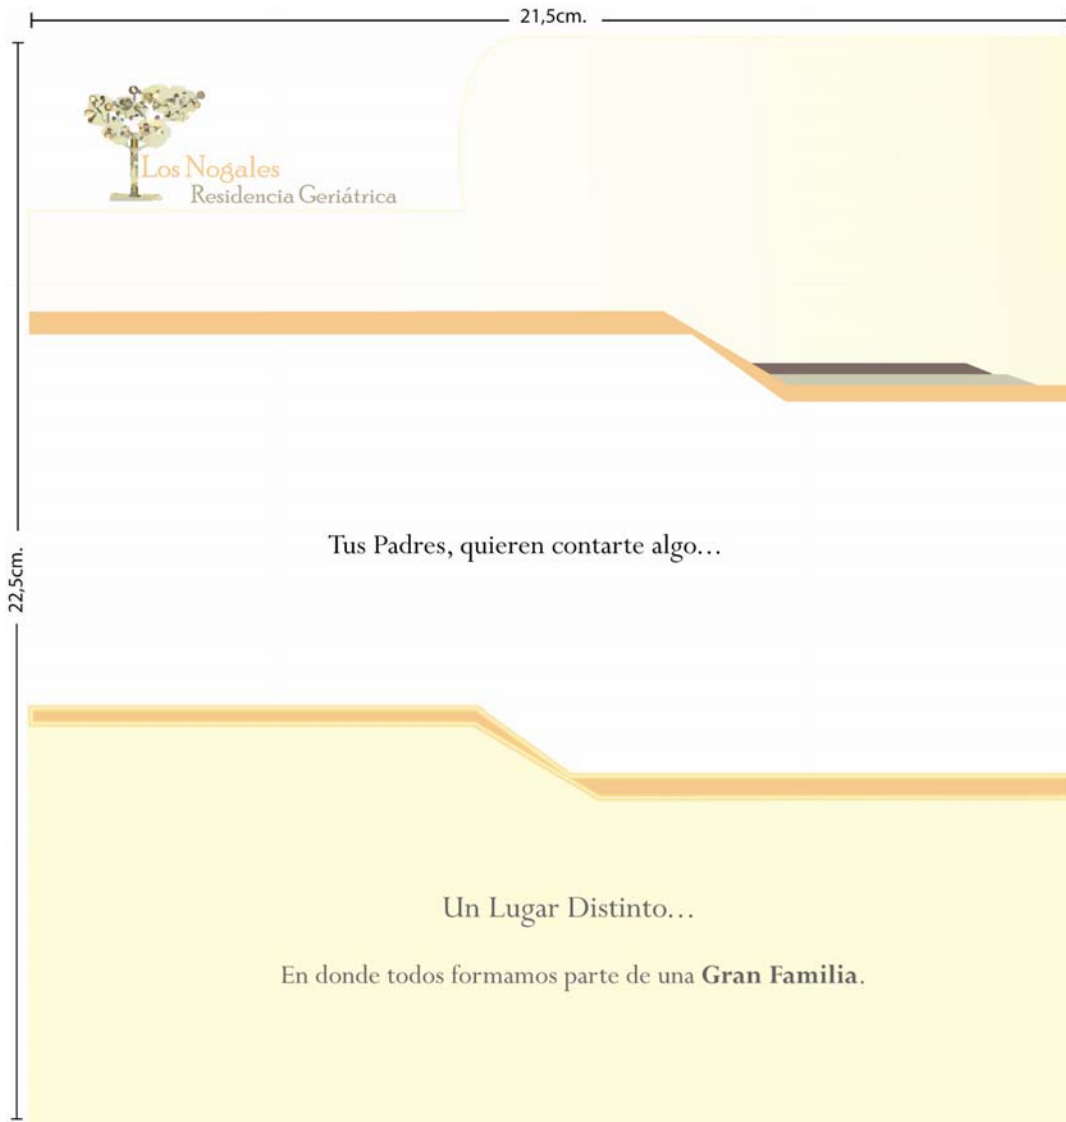 21,5cm.
Los Nogales
Residencia Geriátrica
Tus Padres, quieren contarte algo...
22,5cm.
Un Lugar Distinto...
En donde todos formamos parte de una Gran Familia.